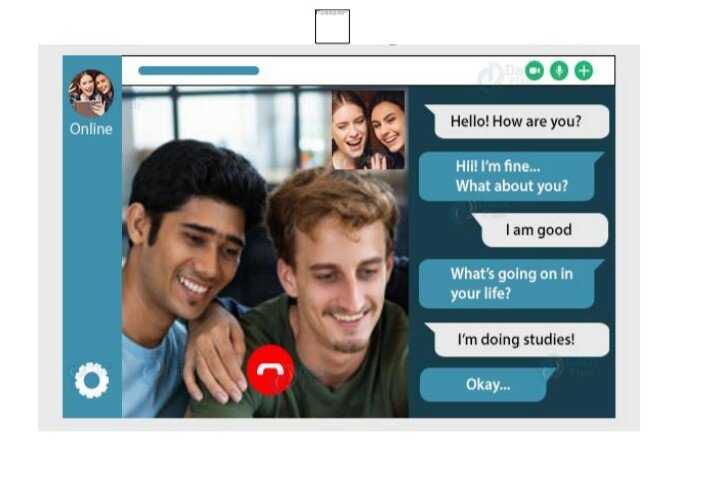 Online
Hello! How are you?
Hii! I'm fine...
What about you?
I am good
What's going on in
your life?
I'm doing studies!
Okay...